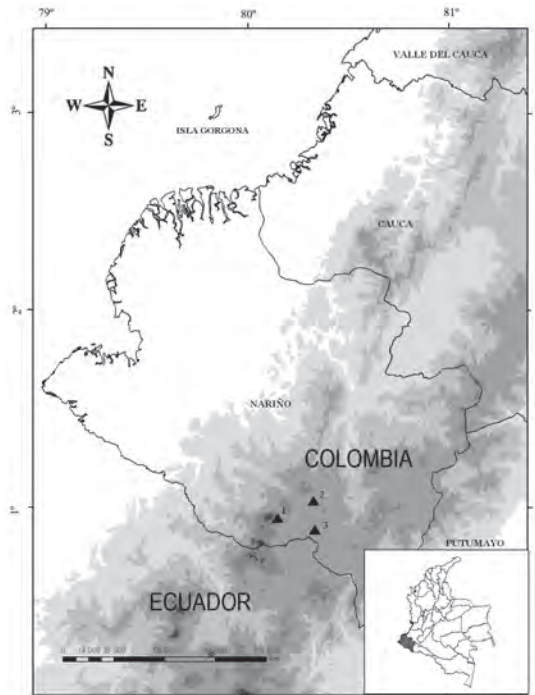 79° 80° 81°
VALLE DEL CAUCA
N
W E
S
3°
ISLA GORGONA
CAUCA
2°
NARIÑO
COLOMBIA
2
1
1°
3
PUTUMAYO
ECUADOR
0